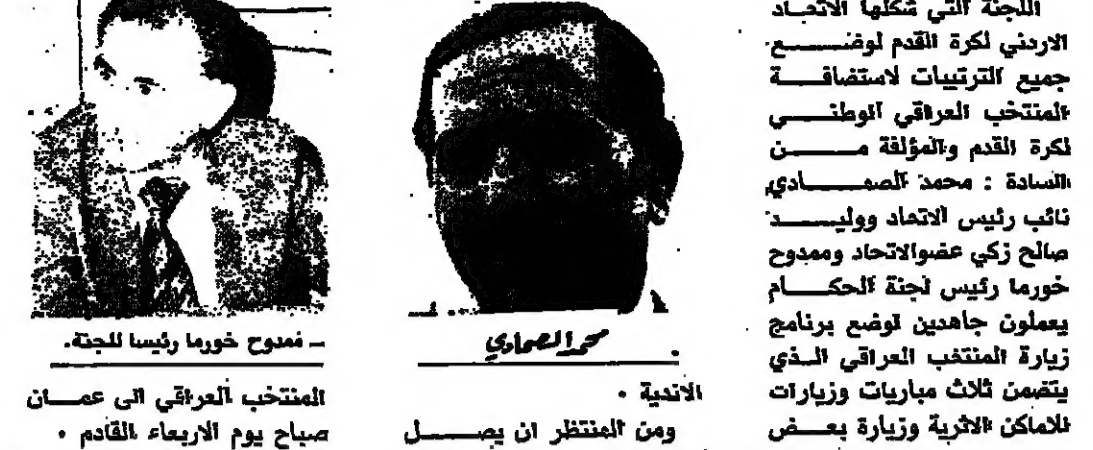 اللجنة التي شكلها الاتحاد
الاردني لكرة القدم لوضع
جميع الترتيبات لاستضافة
المنتخب العراقي الوطني
لكرة القدم والمؤلفة من
السادة : محمد الصمادي
نائب رئيس الاتحاد ووليد
صالح زكي عضوالاتحاد وممدوح
خورما رئيس لجنة الحكام
يعملون جاهدين لوضع برنامج
زيارة المنتخب العراقي الذي
يتضمن ثلاث مباريات وزيارات
للاماكن الاثرية وزيارة بعض
محمد الصمادي
الاندية .
ومن المنتظر ان يصل
ــ ممدوح خورما رئيسا للجنة.
المنتخب العراقي الى عمان
صباح يوم الاربعاء القادم .